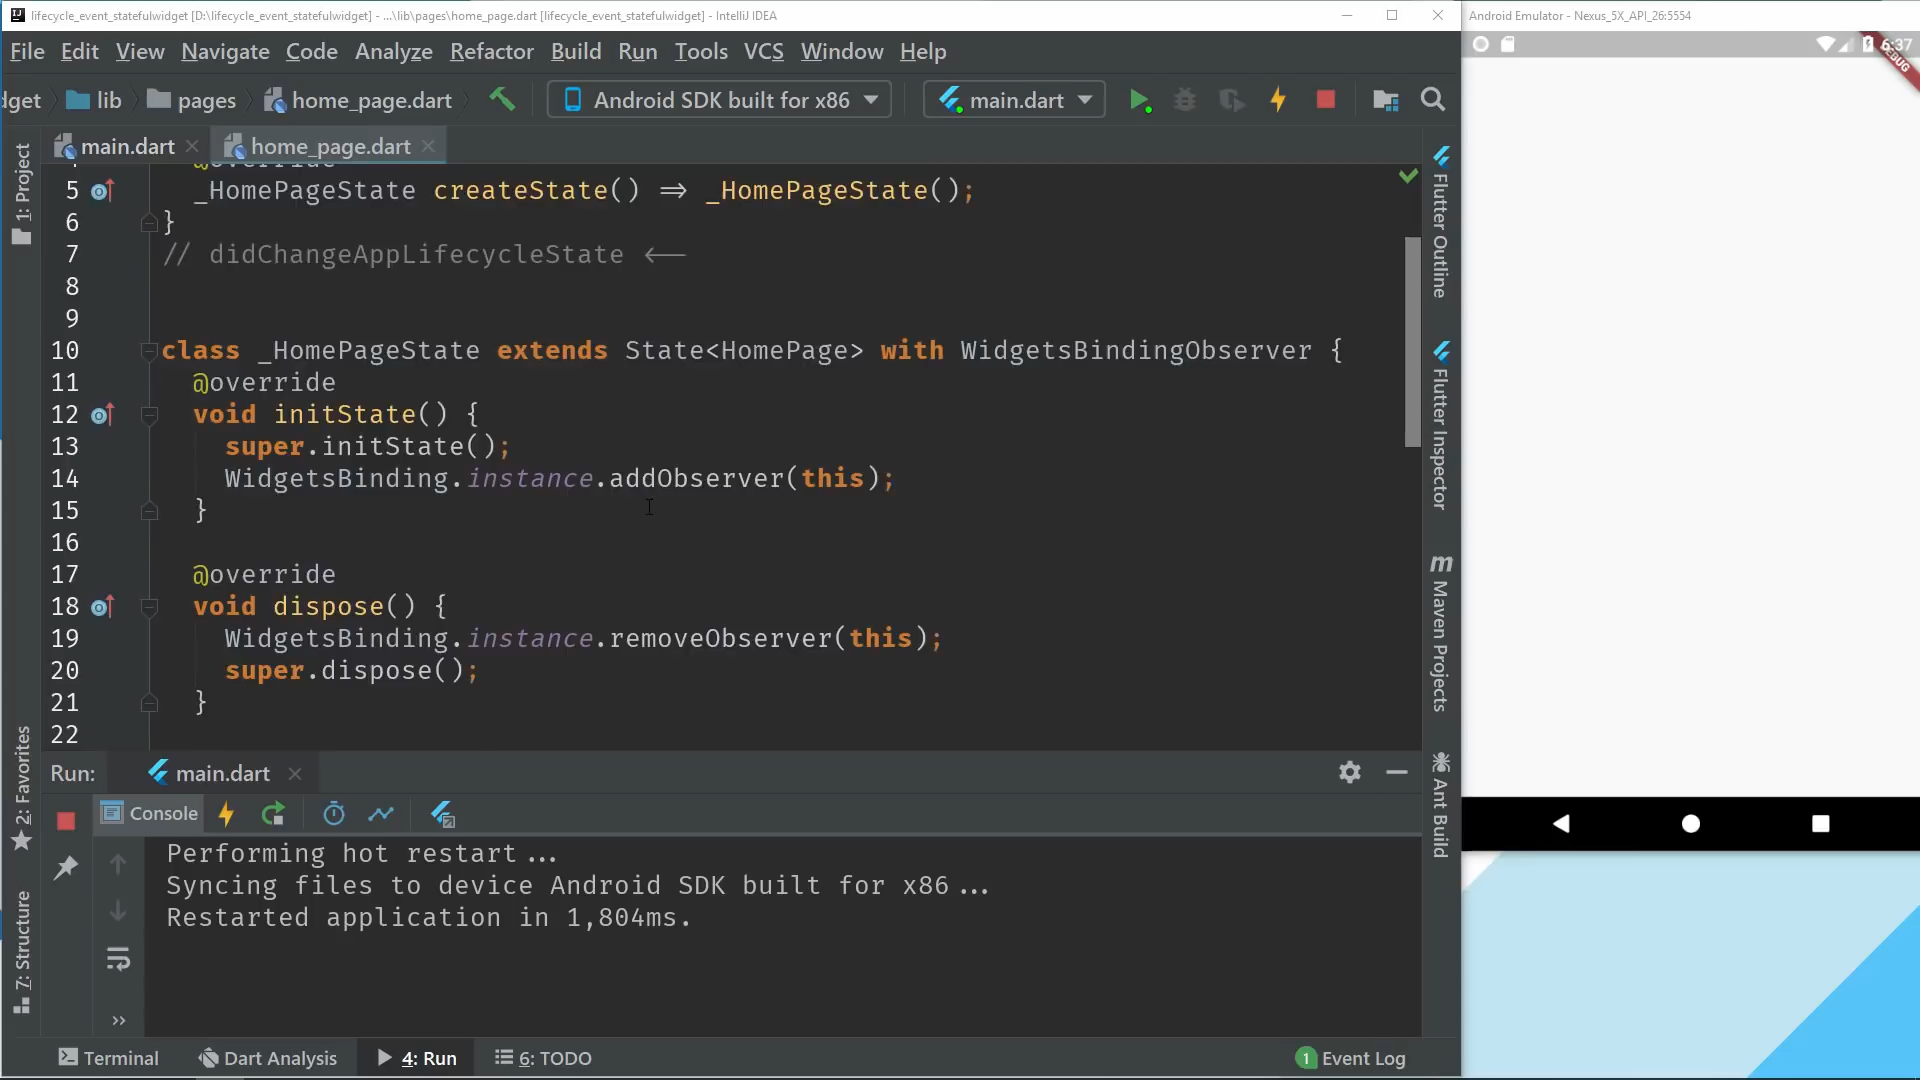 lifecycle_event_statefulwidget [D:\lifecycle_event_statefulwidget] - ...\lib\pages\home_page.dart [lifecycle_event_statefulwidget] - IntelliJ IDEA
File Edit View Navigate Code Analyze Refactor Build Run Tools VCS Window Help
dget lib pages home_page.dart Android SDK built for x86 main.dart
main.dart home_page.dart
@override
5 _HomePageState createState() => _HomePageState();
6 }
7 // didChangeAppLifecycleState <--
8
9
10 class _HomePageState extends State<HomePage> with WidgetsBindingObserver {
11 @override
12 void initState() {
13 super.initState();
14 WidgetsBinding.instance.addObserver(this);
15 }
16
17 @override
18 void dispose() {
19 WidgetsBinding.instance.removeObserver(this);
20 super.dispose();
21 }
22
Run: main.dart
Console
Performing hot restart...
Syncing files to device Android SDK built for x86...
Restarted application in 1,804ms.
Terminal Dart Analysis 4: Run 6: TODO 1 Event Log
1: Project
2: Favorites
7: Structure
Flutter Outline
Flutter Inspector
m Maven Projects
Ant Build
Android Emulator - Nexus_5X_API_26:5554
6:37
DEBUG